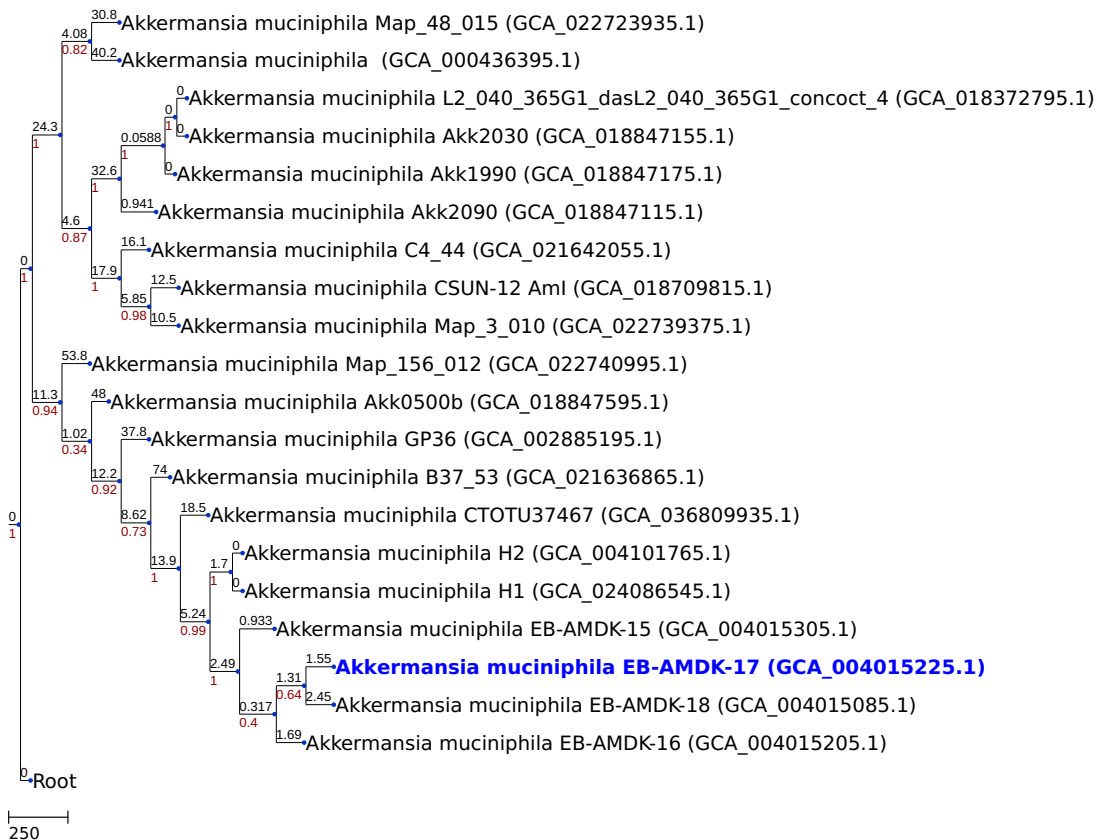 30.8
Akkermansia muciniphila Map_48_015 (GCA_022723935.1)
4.08
0.82
40.2
Akkermansia muciniphila  (GCA_000436395.1)
0
Akkermansia muciniphila L2_040_365G1_dasL2_040_365G1_concoct_4 (GCA_018372795.1)
0
1
24.3
1
0
Akkermansia muciniphila Akk2030 (GCA_018847155.1)
0.0588
1
0
Akkermansia muciniphila Akk1990 (GCA_018847175.1)
32.6
1
0.941
Akkermansia muciniphila Akk2090 (GCA_018847115.1)
4.6
0.87
16.1
Akkermansia muciniphila C4_44 (GCA_021642055.1)
0
1
17.9
1
12.5
Akkermansia muciniphila CSUN-12 AmI (GCA_018709815.1)
5.85
0.98
10.5
Akkermansia muciniphila Map_3_010 (GCA_022739375.1)
53.8
Akkermansia muciniphila Map_156_012 (GCA_022740995.1)
11.3
0.94
48
Akkermansia muciniphila Akk0500b (GCA_018847595.1)
1.02
0.34
37.8
Akkermansia muciniphila GP36 (GCA_002885195.1)
12.2
0.92
74
Akkermansia muciniphila B37_53 (GCA_021636865.1)
8.62
0.73
18.5
Akkermansia muciniphila CTOTU37467 (GCA_036809935.1)
0
1
0
Akkermansia muciniphila H2 (GCA_004101765.1)
13.9
1
1.7
1
0
Akkermansia muciniphila H1 (GCA_024086545.1)
5.24
0.99
0.933
Akkermansia muciniphila EB-AMDK-15 (GCA_004015305.1)
2.49
1
1.55
Akkermansia muciniphila EB-AMDK-17 (GCA_004015225.1)
1.31
0.64
2.45
Akkermansia muciniphila EB-AMDK-18 (GCA_004015085.1)
0.317
0.4
1.69
Akkermansia muciniphila EB-AMDK-16 (GCA_004015205.1)
0
Root
250